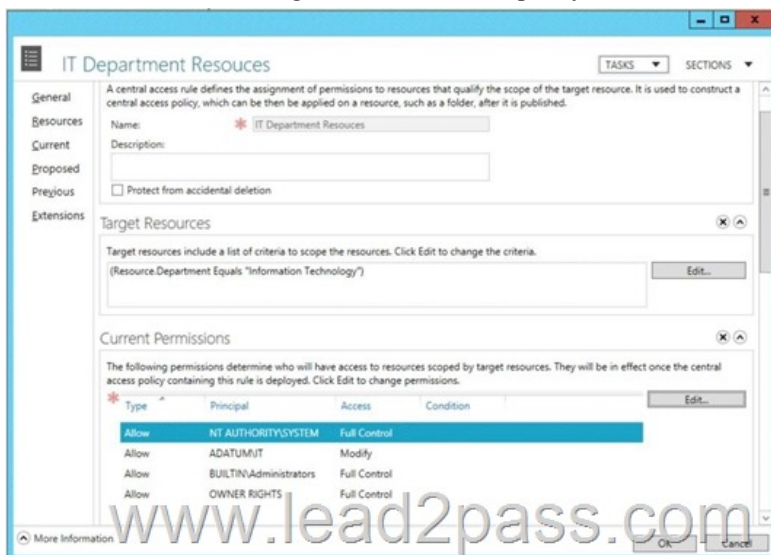 IT Department Resouces
TASKS
SECTIONS
General
Resources
Current
Proposed
Previous
Extensions
A central access rule defines the assignment of permissions to resources that qualify the scope of the target resource. It is used to construct a
central access policy, which can be then be applied on a resource, such as a folder, after it is published.
Name: * IT Department Resouces
Description:
Protect from accidental deletion
Target Resources
Target resources include a list of criteria to scope the resources. Click Edit to change the criteria.
(Resource.Department Equals "Information Technology")
Edit...
Current Permissions
The following permissions determine who will have access to resources scoped by target resources. They will be in effect once the central
access policy containing this rule is deployed. Click Edit to change permissions.
Edit...
* Type Principal Access Condition
Allow NT AUTHORITY\SYSTEM Full Control
Allow ADATUM\IT Modify
Allow BUILTIN\Administrators Full Control
Allow OWNER RIGHTS Full Control
www.lead2pass.com
More Information
OK
Cancel